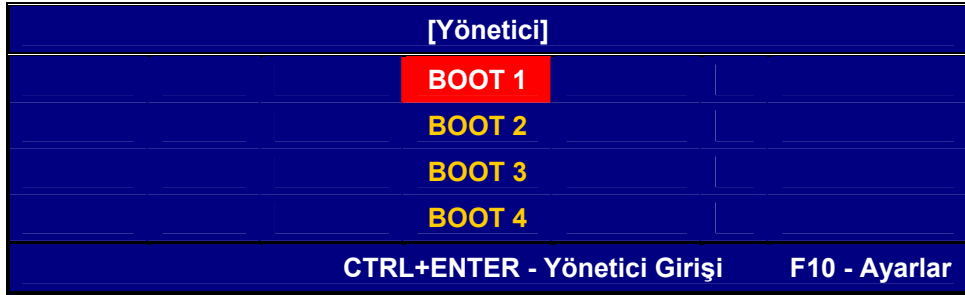 [Yönetici]
BOOT 1
BOOT 2
BOOT 3
BOOT 4
CTRL+ENTER - Yönetici Girişi F10 - Ayarlar